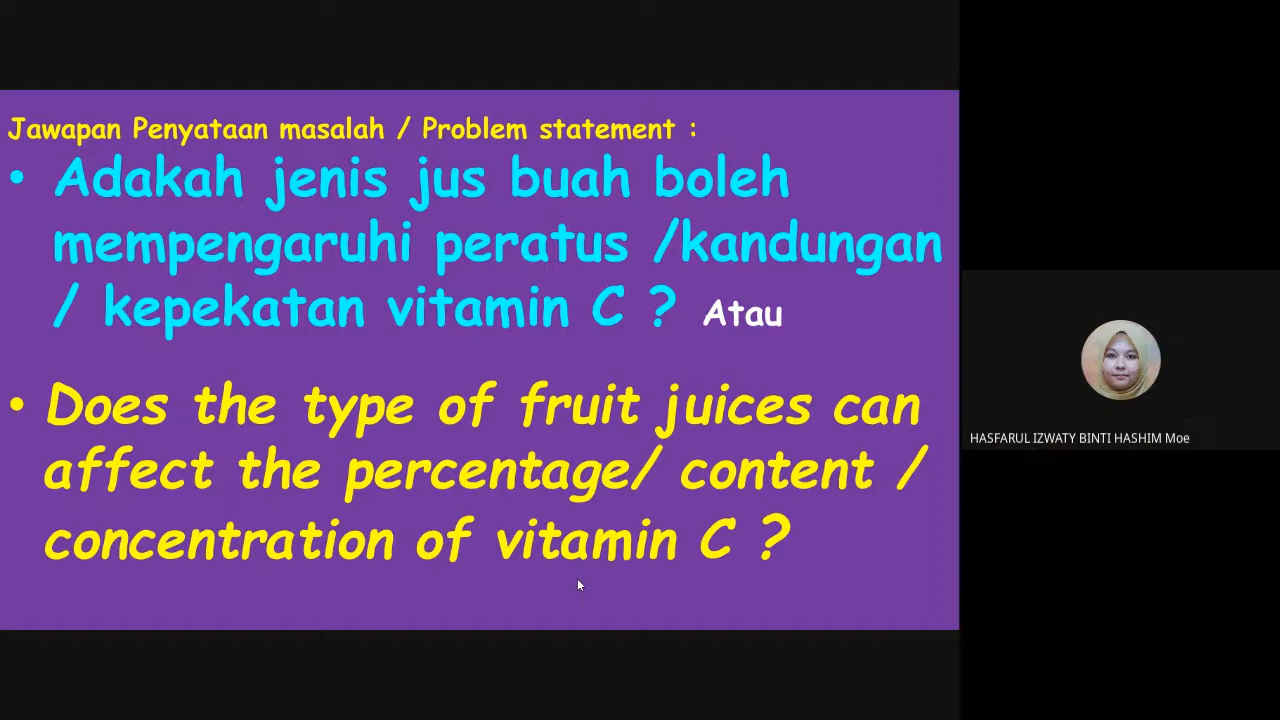 Jawapan Penyataan masalah / Problem statement :
• Adakah jenis jus buah boleh
mempengaruhi peratus /kandungan
/ kepekatan vitamin C ? Atau
• Does the type of fruit juices can
affect the percentage/ content /
concentration of vitamin C ?
HASFARUL IZWATY BINTI HASHIM Moe